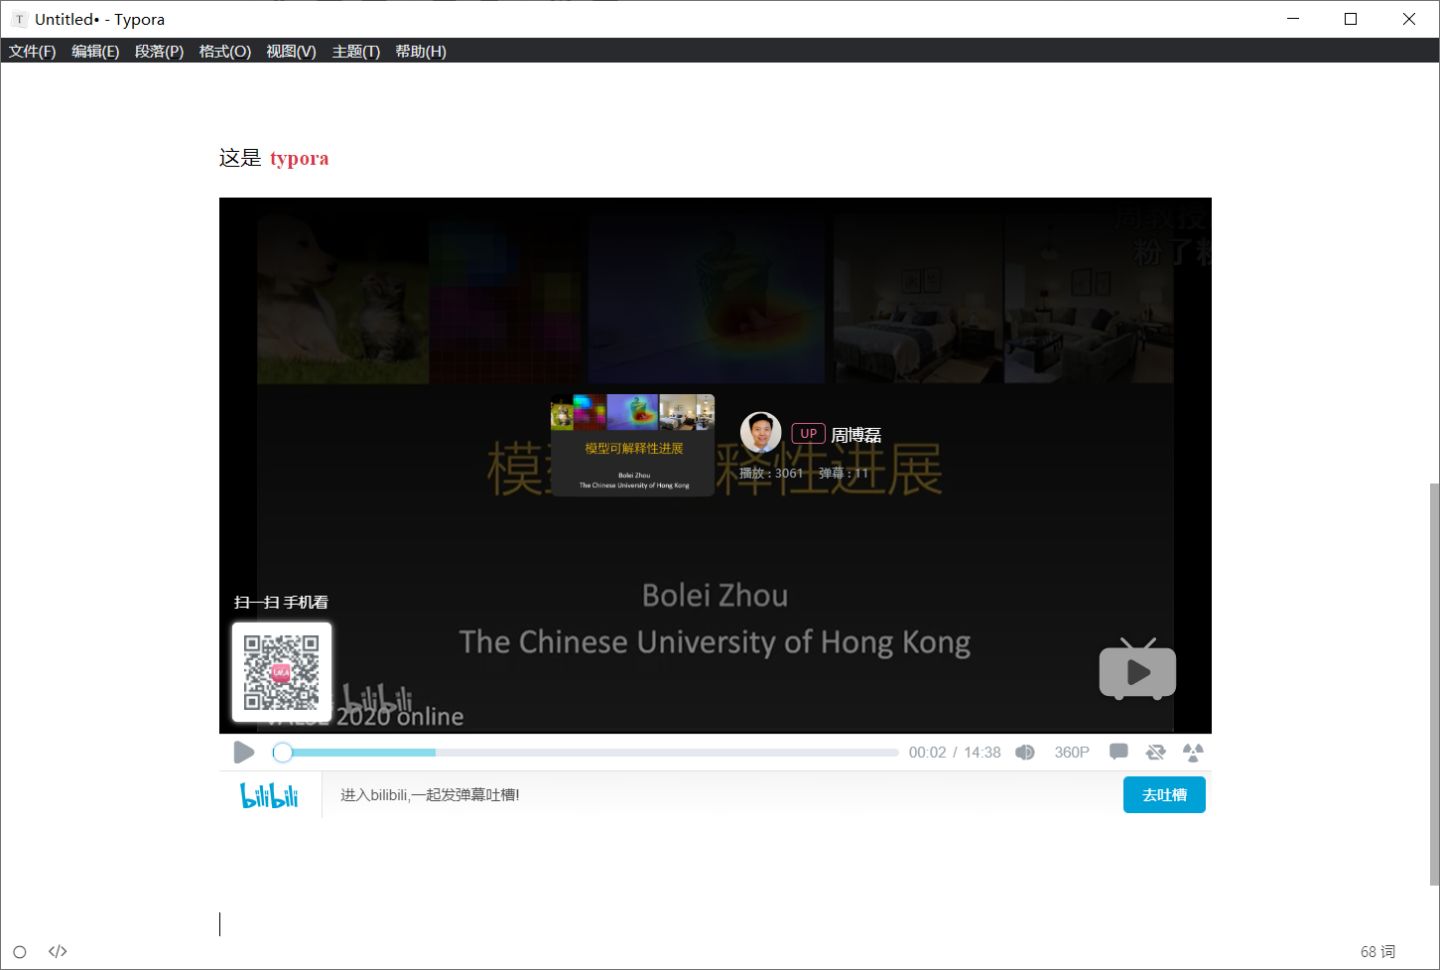 Untitled• - Typora
文件(F) 编辑(E) 段落(P) 格式(O) 视图(V) 主题(T) 帮助(H)
这是 typora
周教授
粉了粉
模型可解释性进展
Bolei Zhou
The Chinese University of Hong Kong
UP 周博磊
播放 : 3061 弹幕 : 11
模 释性进展
Bolei Zhou
The Chinese University of Hong Kong
扫一扫 手机看
bilibili
2020 online
00:02 / 14:38 360P
bilibili 进入bilibili,一起发弹幕吐槽! 去吐槽
68 词